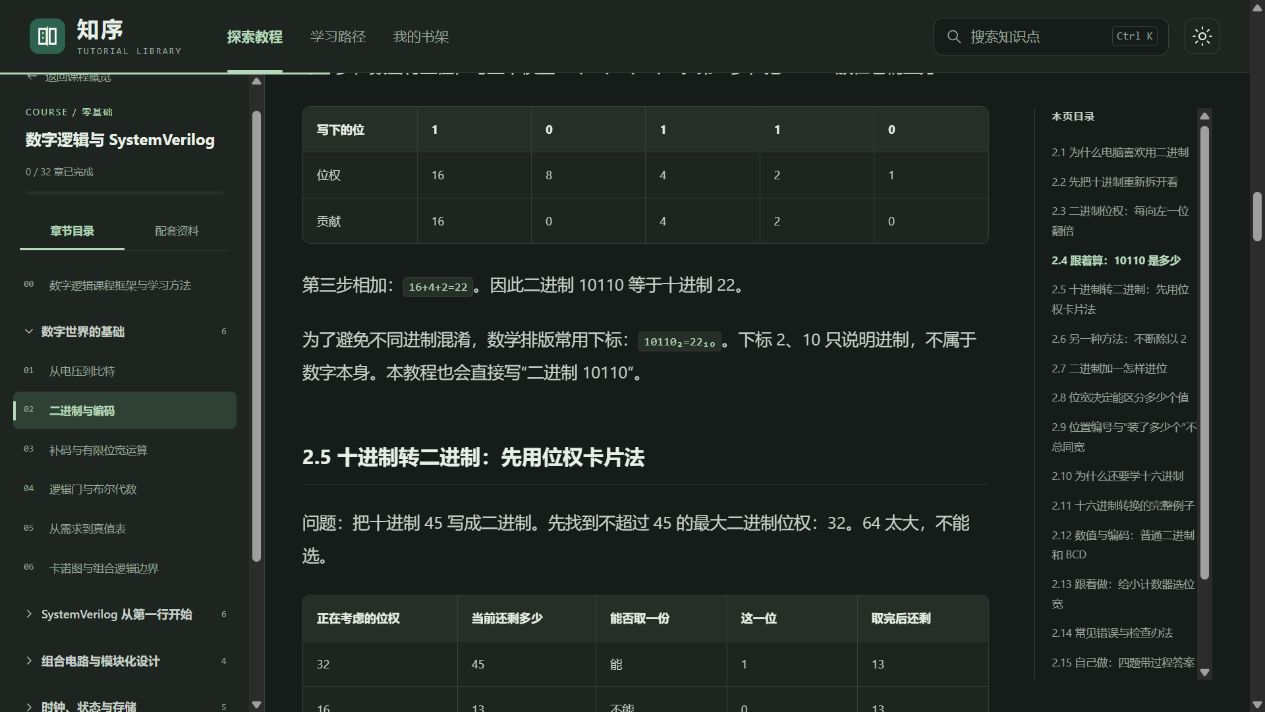 知序
TUTORIAL LIBRARY
探索教程
学习路径
我的书架
搜索知识点
Ctrl K
返回课程概览
COURSE / 零基础
数字逻辑与 SystemVerilog
0 / 32 章已完成
章节目录
配套资料
00 数字逻辑课程框架与学习方法
数字世界的基础 6
01 从电压到比特
02 二进制与编码
03 补码与有限位宽运算
04 逻辑门与布尔代数
05 从需求到真值表
06 卡诺图与组合逻辑边界
SystemVerilog 从第一行开始 6
组合电路与模块化设计 4
时钟、状态与存储 5
写下的位 1 0 1 1 0
位权 16 8 4 2 1
贡献 16 0 4 2 0
第三步相加：16+4+2=22。因此二进制 10110 等于十进制 22。
为了避免不同进制混淆，数学排版常用下标：10110₂=22₁₀。下标 2、10 只说明进制，不属于
数字本身。本教程也会直接写“二进制 10110”。
2.5 十进制转二进制：先用位权卡片法
问题：把十进制 45 写成二进制。先找到不超过 45 的最大二进制位权：32。64 太大，不能
选。
正在考虑的位权 当前还剩多少 能否取一份 这一位 取完后还剩
32 45 能 1 13
16 13 不能 0 13
本页目录
2.1 为什么电脑喜欢用二进制
2.2 先把十进制重新拆开看
2.3 二进制位权：每向左一位
翻倍
2.4 跟着算：10110 是多少
2.5 十进制转二进制：先用位
权卡片法
2.6 另一种方法：不断除以 2
2.7 二进制加一怎样进位
2.8 位宽决定能区分多少个值
2.9 位置编号与“装了多少个”不
总同宽
2.10 为什么还要学十六进制
2.11 十六进制转换的完整例子
2.12 数值与编码：普通二进制
和 BCD
2.13 跟着做：给小计数器选位
宽
2.14 常见错误与检查办法
2.15 自己做：四题带过程答案